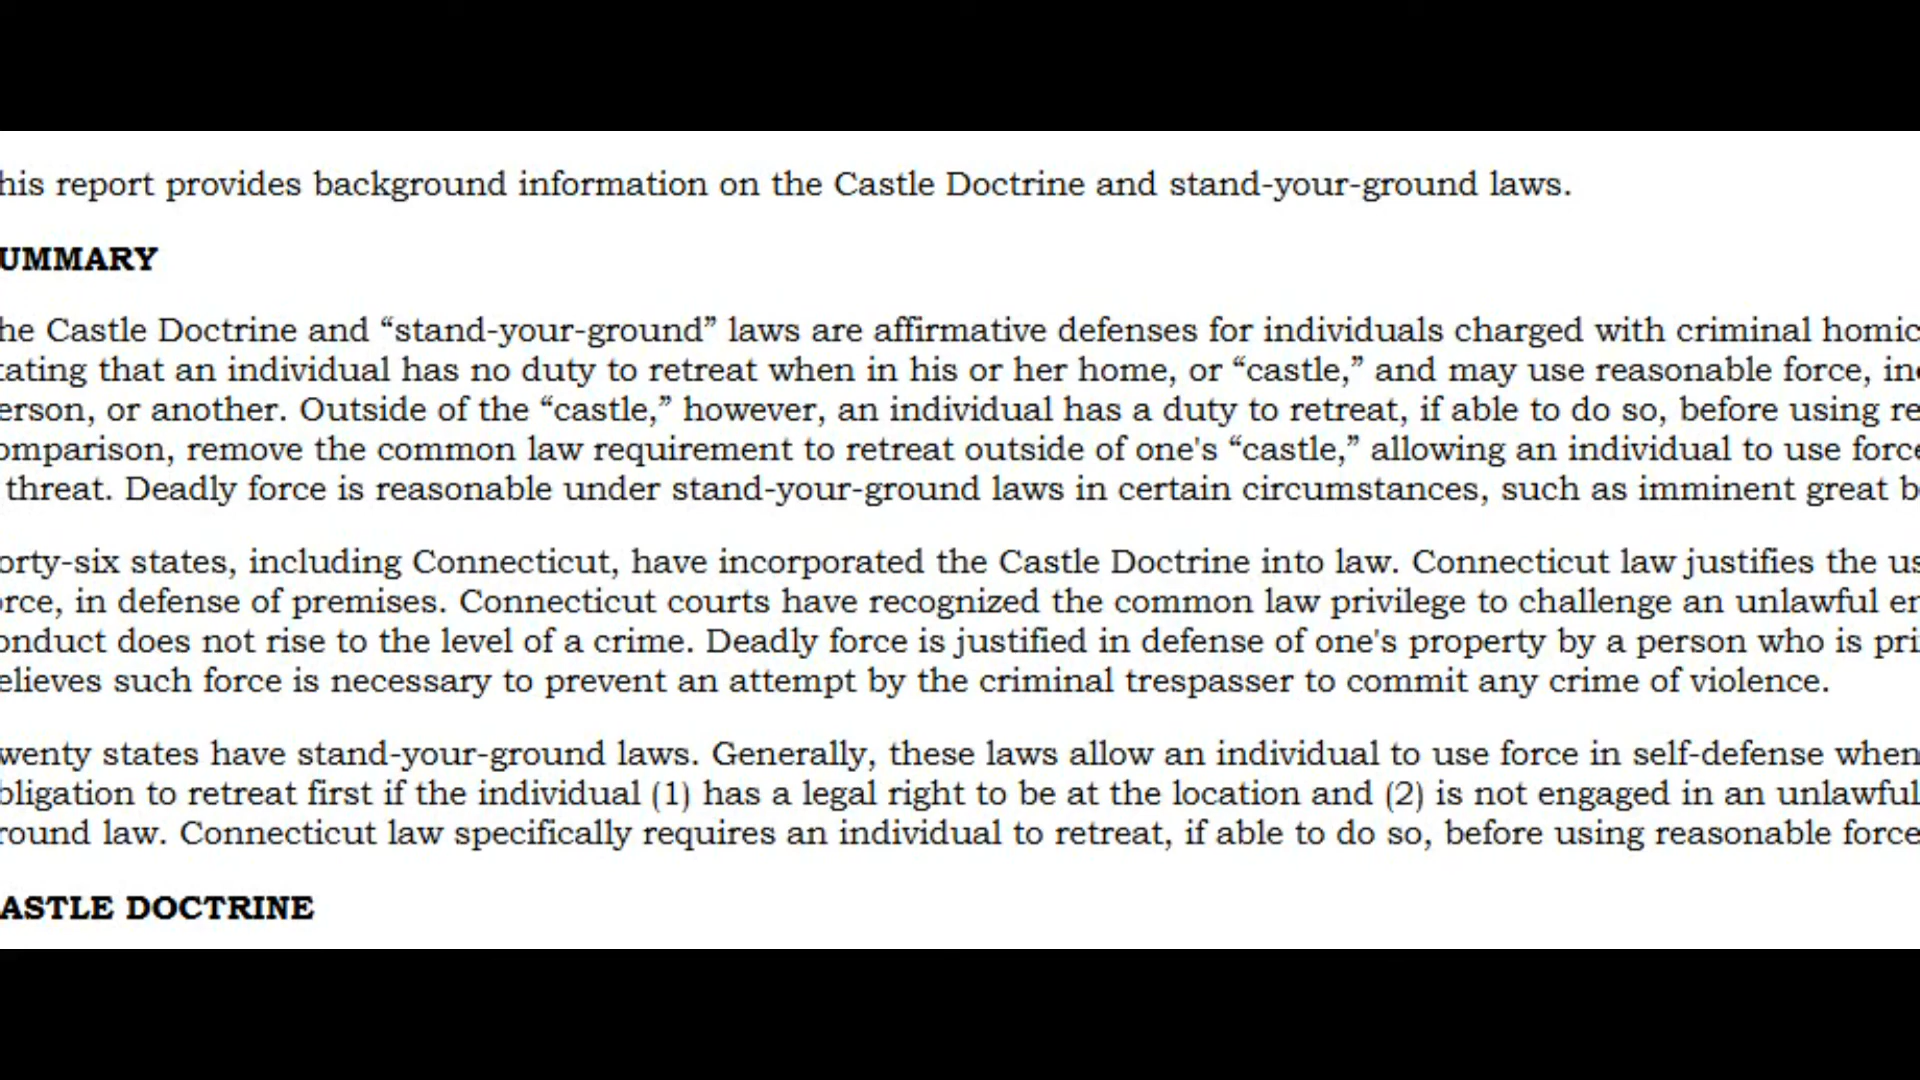 his report provides background information on the Castle Doctrine and stand-your-ground laws.
UMMARY
he Castle Doctrine and “stand-your-ground” laws are affirmative defenses for individuals charged with criminal homic
tating that an individual has no duty to retreat when in his or her home, or “castle,” and may use reasonable force, inc
erson, or another. Outside of the “castle,” however, an individual has a duty to retreat, if able to do so, before using re
omparison, remove the common law requirement to retreat outside of one's “castle,” allowing an individual to use force
threat. Deadly force is reasonable under stand-your-ground laws in certain circumstances, such as imminent great b
orty-six states, including Connecticut, have incorporated the Castle Doctrine into law. Connecticut law justifies the us
rce, in defense of premises. Connecticut courts have recognized the common law privilege to challenge an unlawful en
onduct does not rise to the level of a crime. Deadly force is justified in defense of one's property by a person who is pri
elieves such force is necessary to prevent an attempt by the criminal trespasser to commit any crime of violence.
wenty states have stand-your-ground laws. Generally, these laws allow an individual to use force in self-defense when
bligation to retreat first if the individual (1) has a legal right to be at the location and (2) is not engaged in an unlawful
round law. Connecticut law specifically requires an individual to retreat, if able to do so, before using reasonable force
ASTLE DOCTRINE